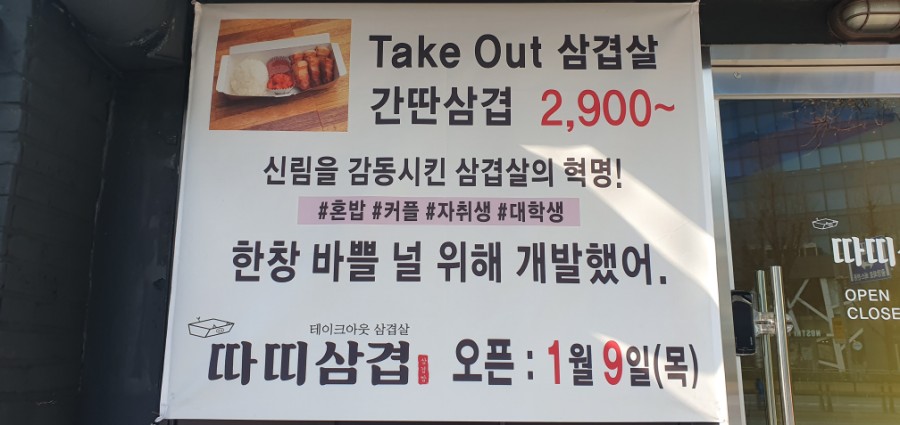 Take Out 삼겹살
간딴삼겹 2,900~
신림을 감동시킨 삼겹살의 혁명!
#혼밥 #커플 #자취생 #대학생
한창 바쁠 널 위해 개발했어.
테이크아웃 삼겹살
따띠삼겹 오픈 : 1월 9일(목)
따띠
OPEN
CLOSE